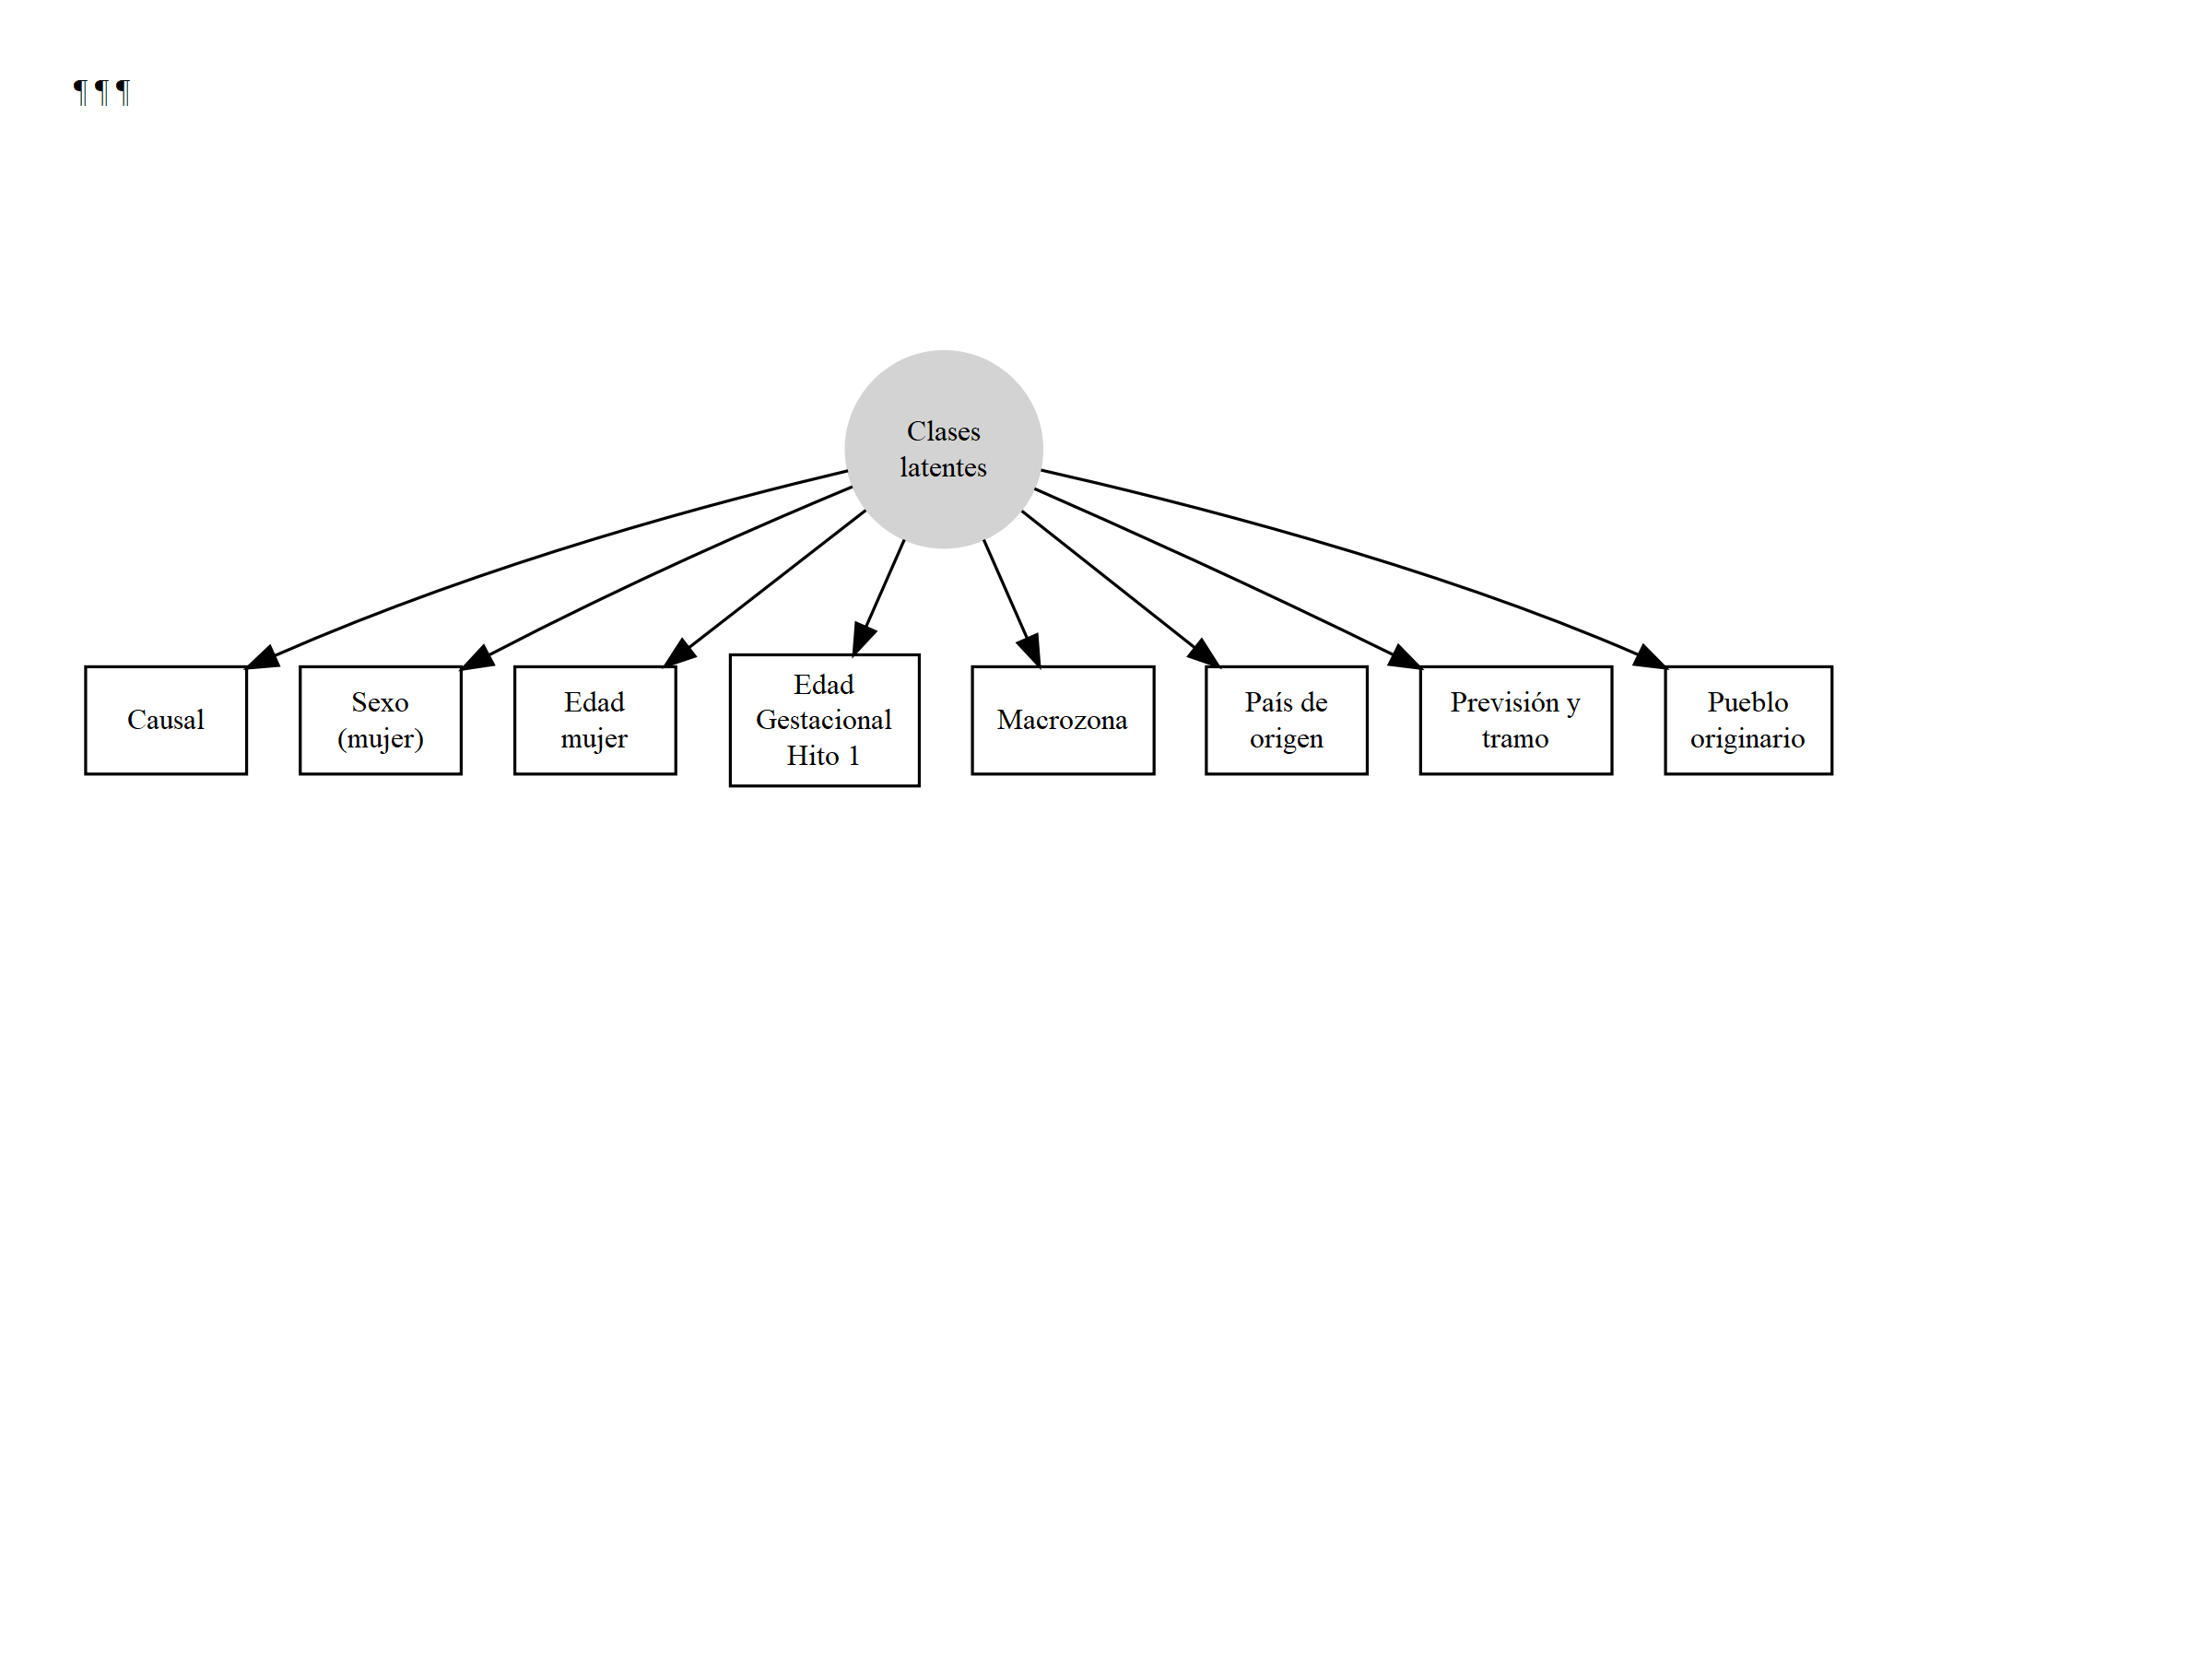 ¶¶¶
Clases
latentes
Causal
Sexo
(mujer)
Edad
mujer
Edad
Gestacional
Hito 1
Macrozona
País de
origen
Previsión y
tramo
Pueblo
originario